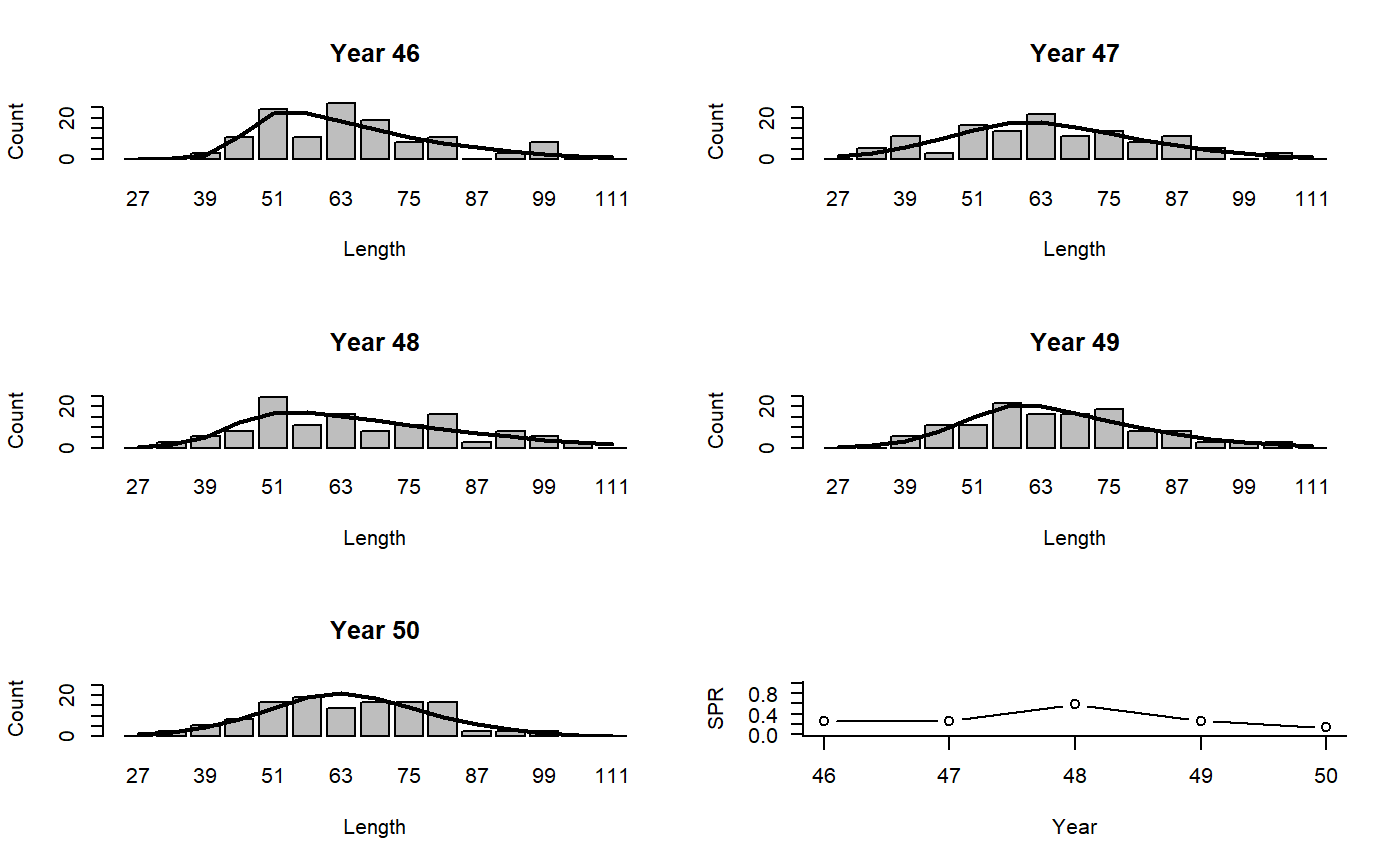 Year 46
Count
0 20
27 39 51 63 75 87 99 111
Length
Year 47
Count
0 20
27 39 51 63 75 87 99 111
Length
Year 48
Count
0 20
27 39 51 63 75 87 99 111
Length
Year 49
Count
0 20
27 39 51 63 75 87 99 111
Length
Year 50
Count
0 20
27 39 51 63 75 87 99 111
Length
SPR
0.8
0.4
0.0
46 47 48 49 50
Year